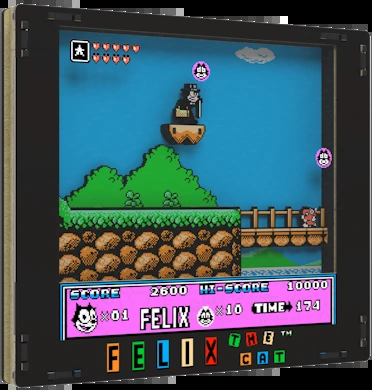 SCORE 2600 HI-SCORE 10000
×01 FELIX ×10 TIME→ 174
FELIX THE CAT™